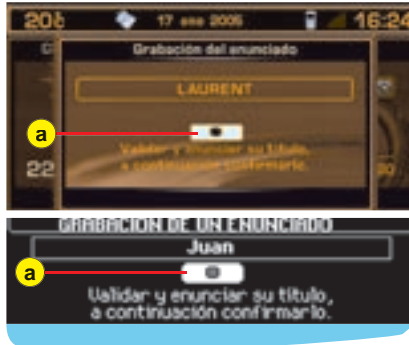 20° 17 ene 2005 16:24
Grabación del enunciado
LAURENT
a
Validar y enunciar su título,
a continuación confirmarlo.
22
GRABACION DE UN ENUNCIADO
Juan
a
Validar y enunciar su título,
a continuación confirmarlo.